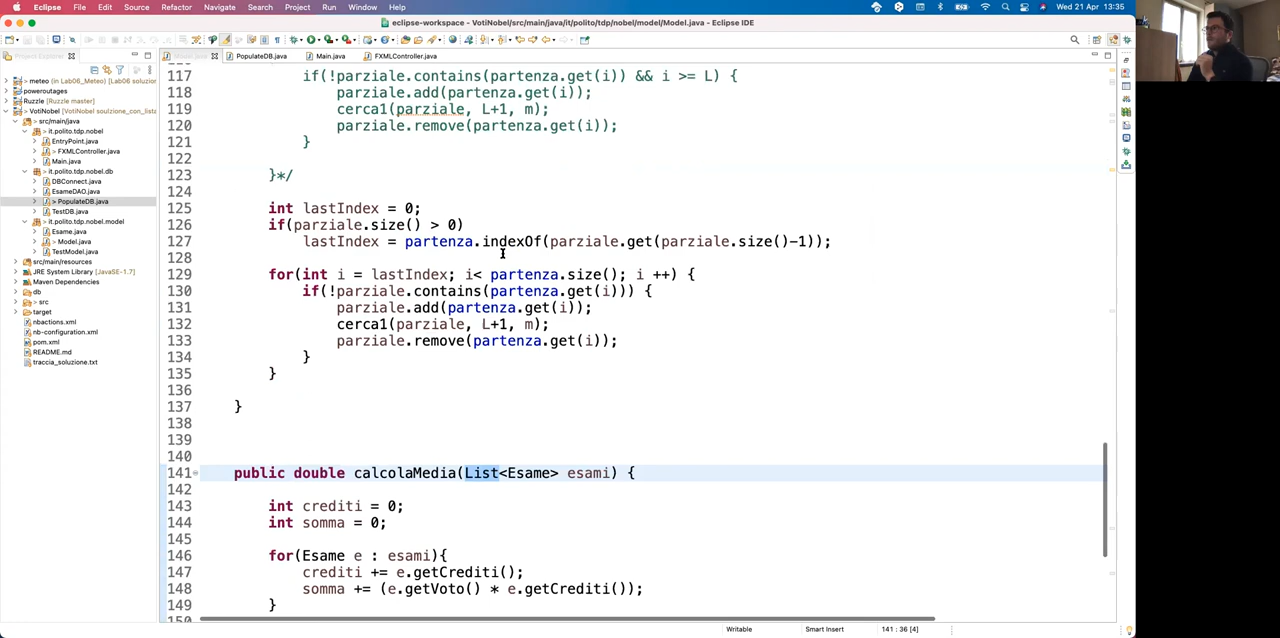 Eclipse File Edit Source Refactor Navigate Search Project Run Window Help Wed 21 Apr 13:35
eclipse-workspace - VotiNobel/src/main/java/it/polito/tdp/nobel/model/Model.java - Eclipse IDE
Project Explorer
PopulateDB.java Main.java FXMLController.java
meteo (in Lab06_Meteo) [Lab06 soluzion
poweroutages
Ruzzle (Ruzzle master)
VotiNobel [VotiNobel soulzione_con_lista
src/main/java
it.polito.tdp.nobel
EntryPoint.java
> FXMLController.java
Main.java
it.polito.tdp.nobel.db
DBConnect.java
EsameDAO.java
> PopulateDB.java
TestDB.java
it.polito.tdp.nobel.model
Esame.java
> Model.java
TestModel.java
src/main/resources
JRE System Library [JavaSE-1.7]
Maven Dependencies
db
> src
target
nbactions.xml
nb-configuration.xml
pom.xml
README.md
traccia_soluzione.txt
117 if(!parziale.contains(partenza.get(i)) && i >= L) {
118 parziale.add(partenza.get(i));
119 cerca1(parziale, L+1, m);
120 parziale.remove(partenza.get(i));
121 }
122
123 }*/
124
125 int lastIndex = 0;
126 if(parziale.size() > 0)
127 lastIndex = partenza.indexOf(parziale.get(parziale.size()-1));
128
129 for(int i = lastIndex; i< partenza.size(); i ++) {
130 if(!parziale.contains(partenza.get(i))) {
131 parziale.add(partenza.get(i));
132 cerca1(parziale, L+1, m);
133 parziale.remove(partenza.get(i));
134 }
135 }
136
137 }
138
139
140
141 public double calcolaMedia(List<Esame> esami) {
142
143 int crediti = 0;
144 int somma = 0;
145
146 for(Esame e : esami){
147 crediti += e.getCrediti();
148 somma += (e.getVoto() * e.getCrediti());
149 }
150
Writable Smart Insert 141 : 36 [4]